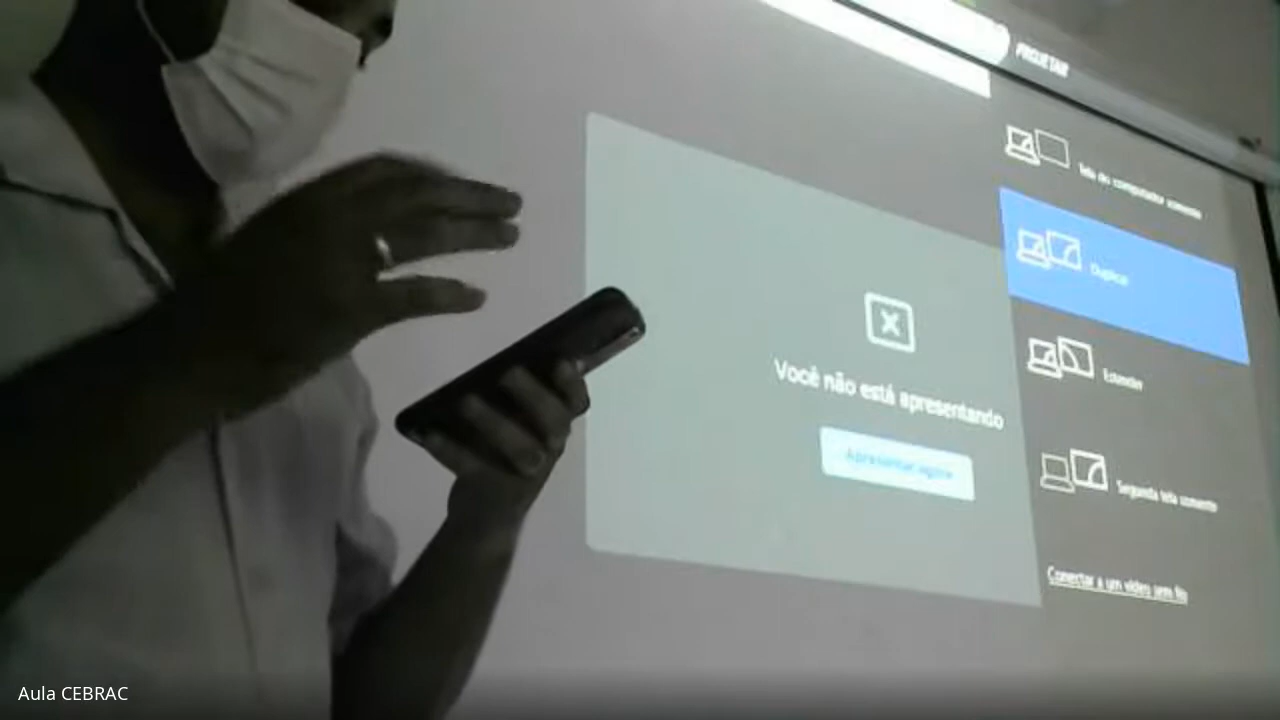 PROJETAR
Tela do computador somente
Duplicar
Estender
Você não está apresentando
Apresentar agora
Segunda tela somente
Conectar a um vídeo sem fio
Aula CEBRAC